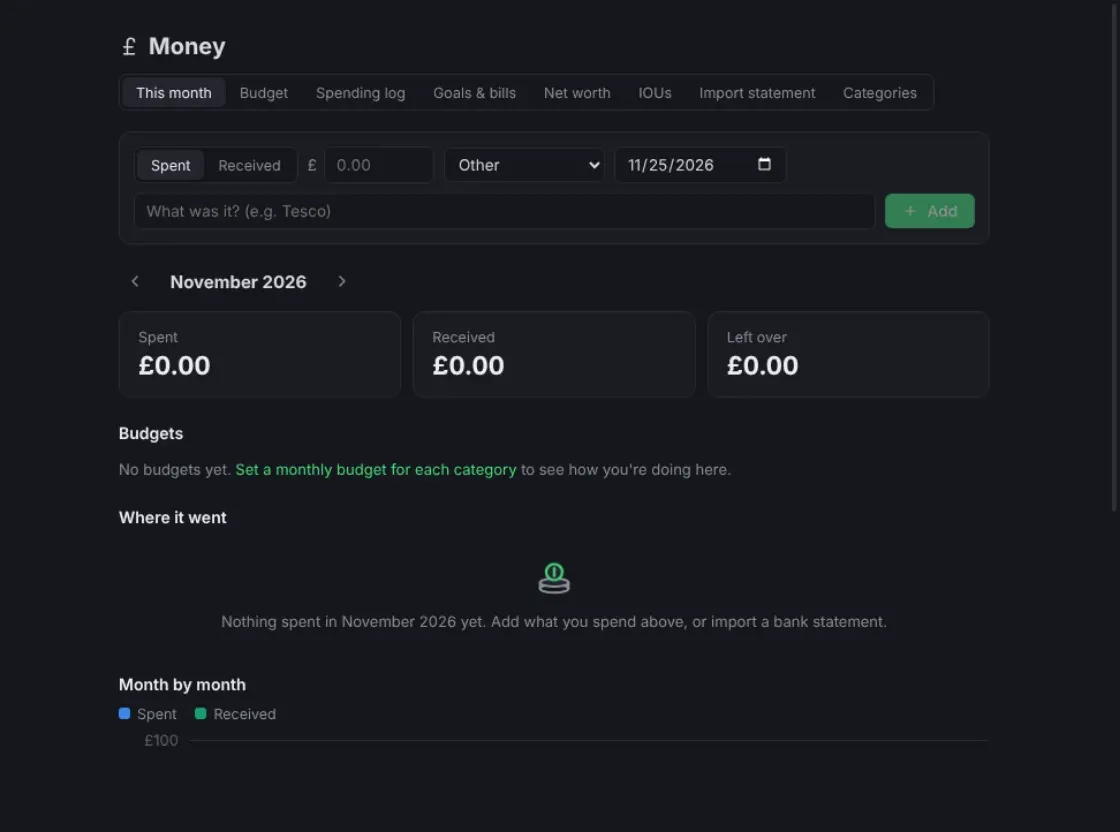 £ Money
This month Budget Spending log Goals & bills Net worth IOUs Import statement Categories
Spent Received £ 0.00 Other 11/25/2026
What was it? (e.g. Tesco) + Add
November 2026
Spent Received Left over
£0.00 £0.00 £0.00
Budgets
No budgets yet. Set a monthly budget for each category to see how you're doing here.
Where it went
Nothing spent in November 2026 yet. Add what you spend above, or import a bank statement.
Month by month
Spent Received
£100